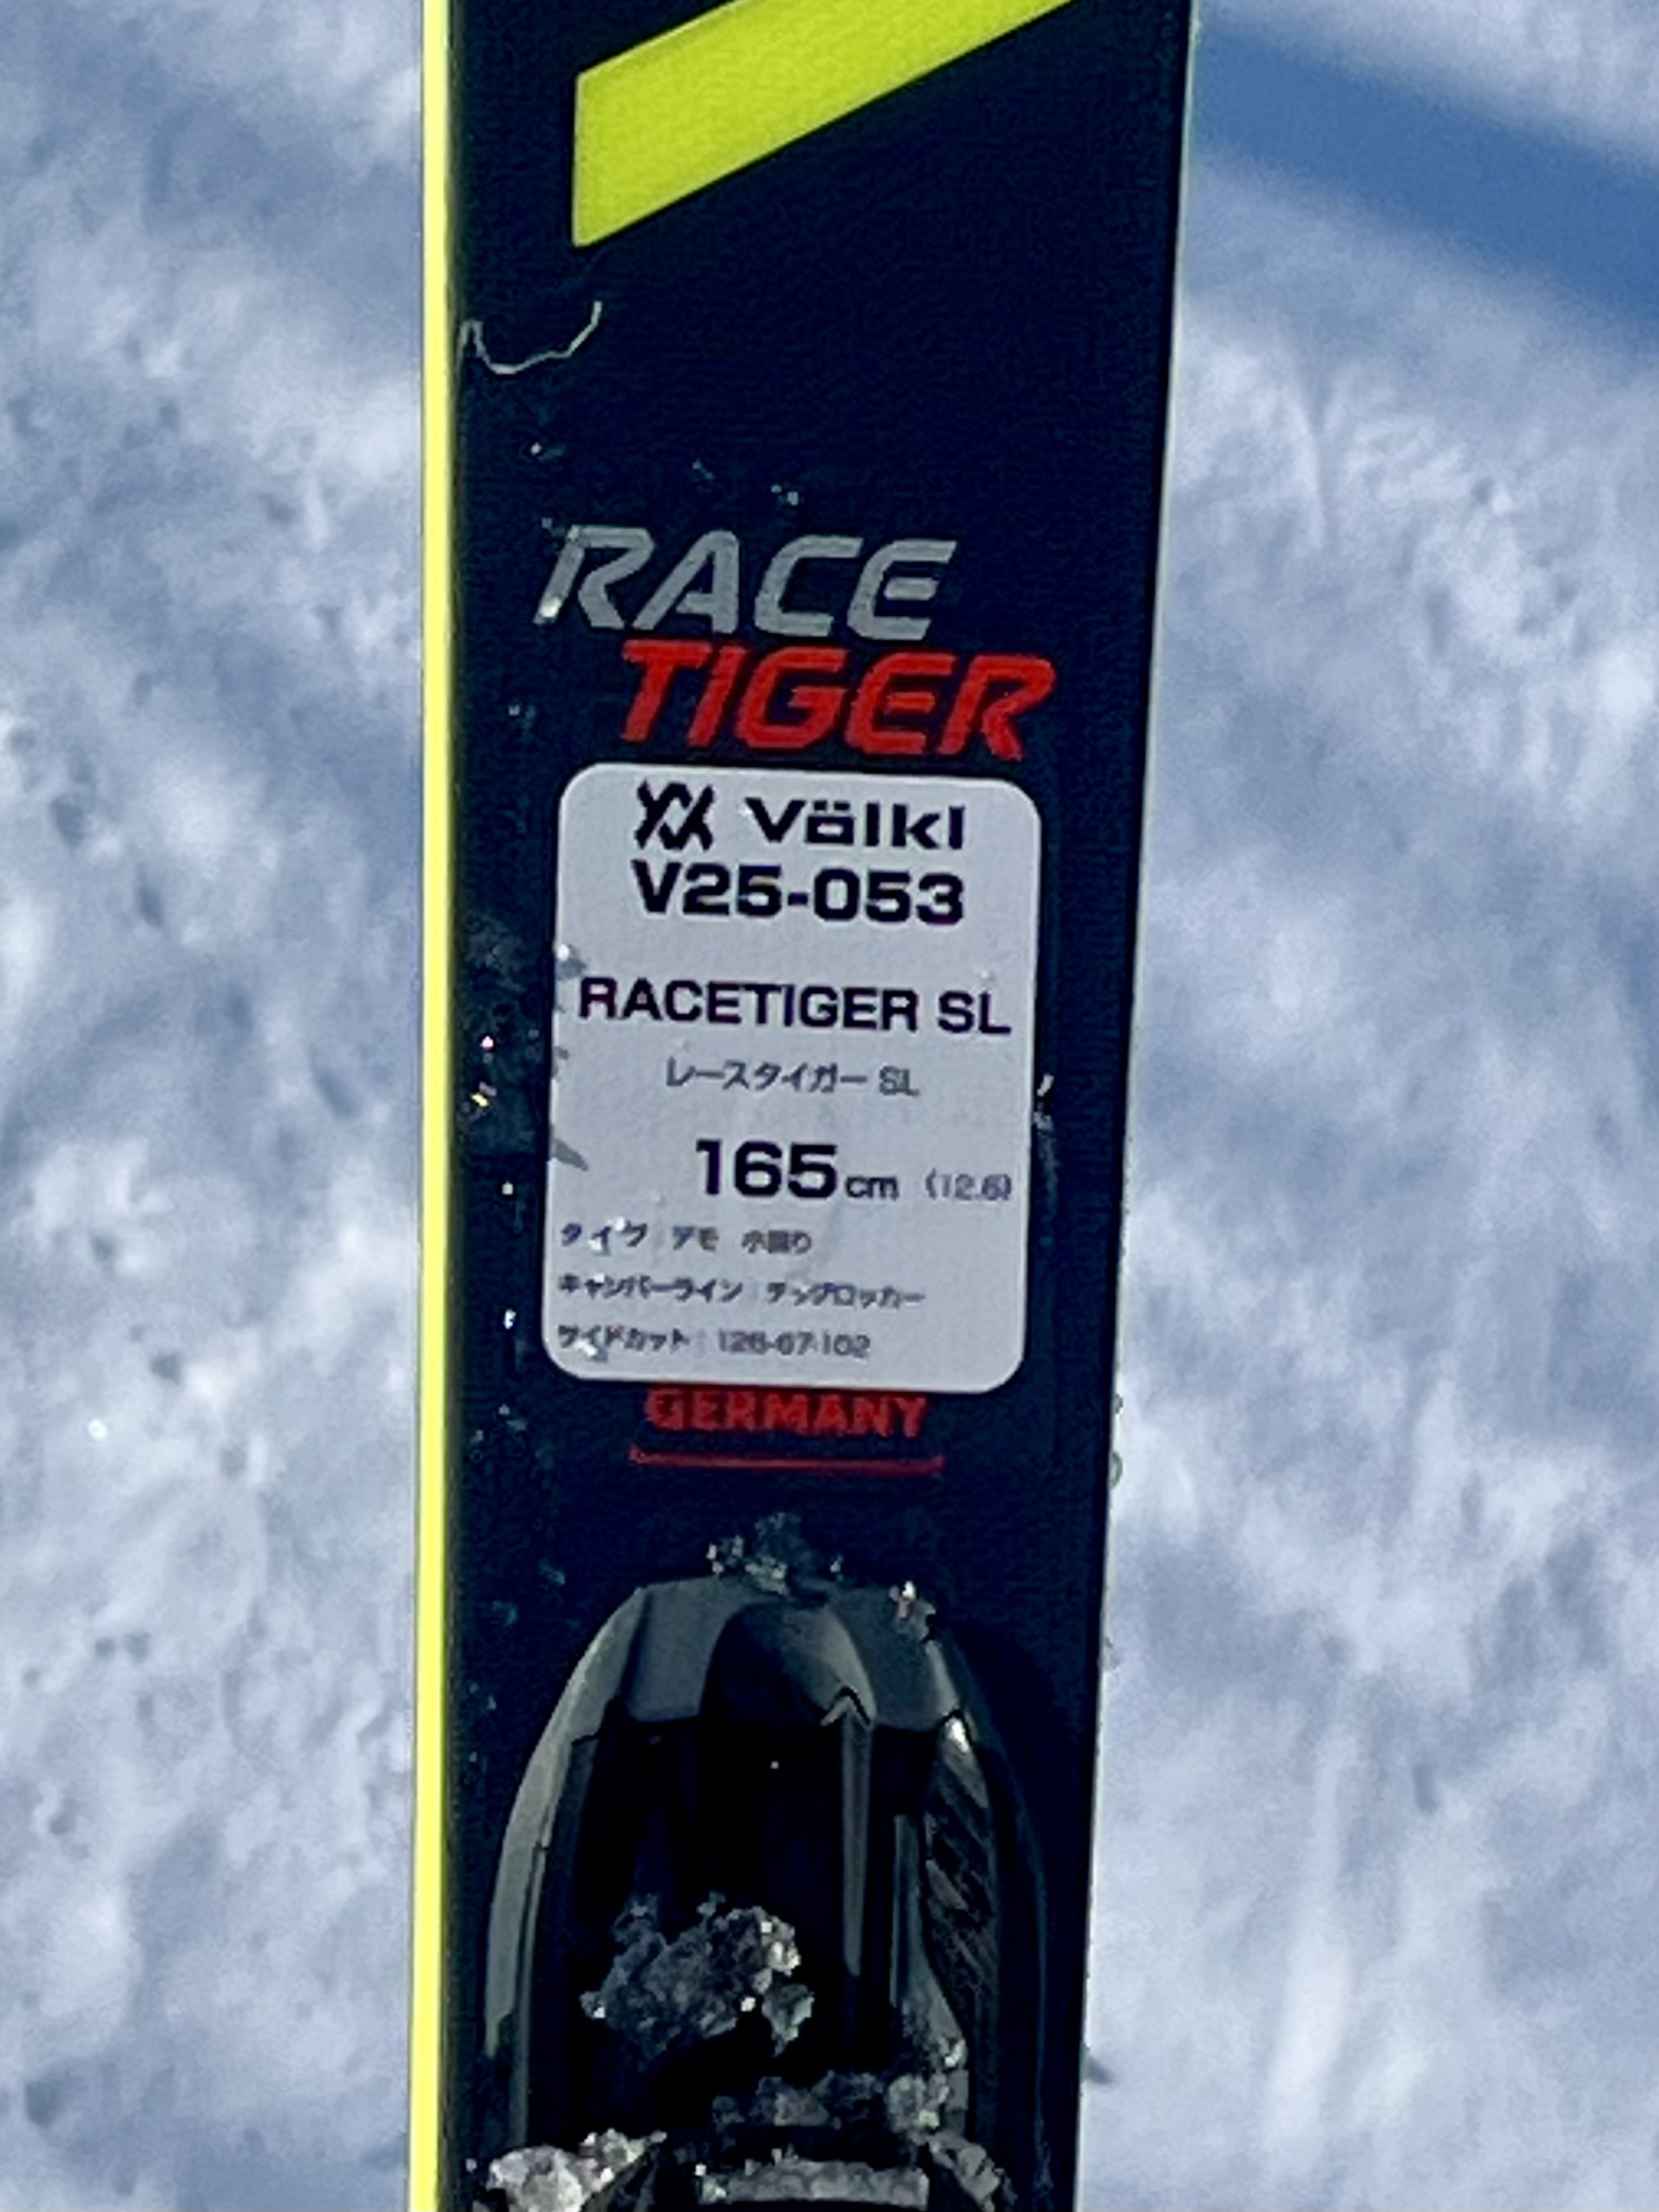 RACE
TIGER
Völkl
V25-053
RACETIGER SL
レースタイガー SL
165cm (12.6)
タイプ デモ 小回り
キャンバーライン チップロッカー
サイドカット : 126-67-102
GERMANY